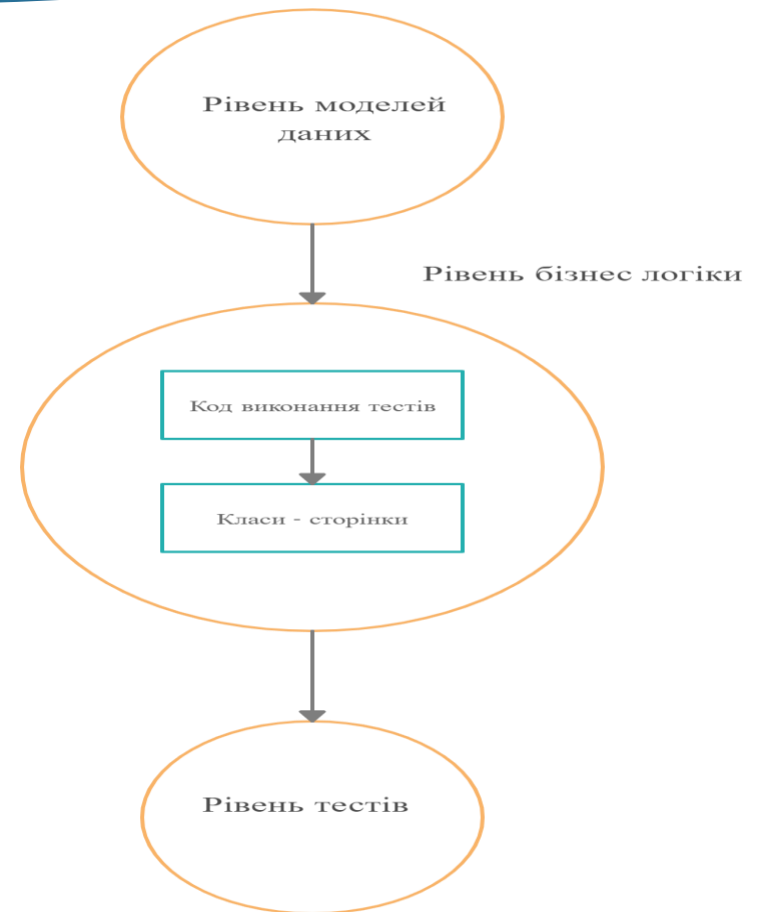 Рівень моделей
даних
Рівень бізнес логіки
Код виконання тестів
Класи - сторінки
Рівень тестів